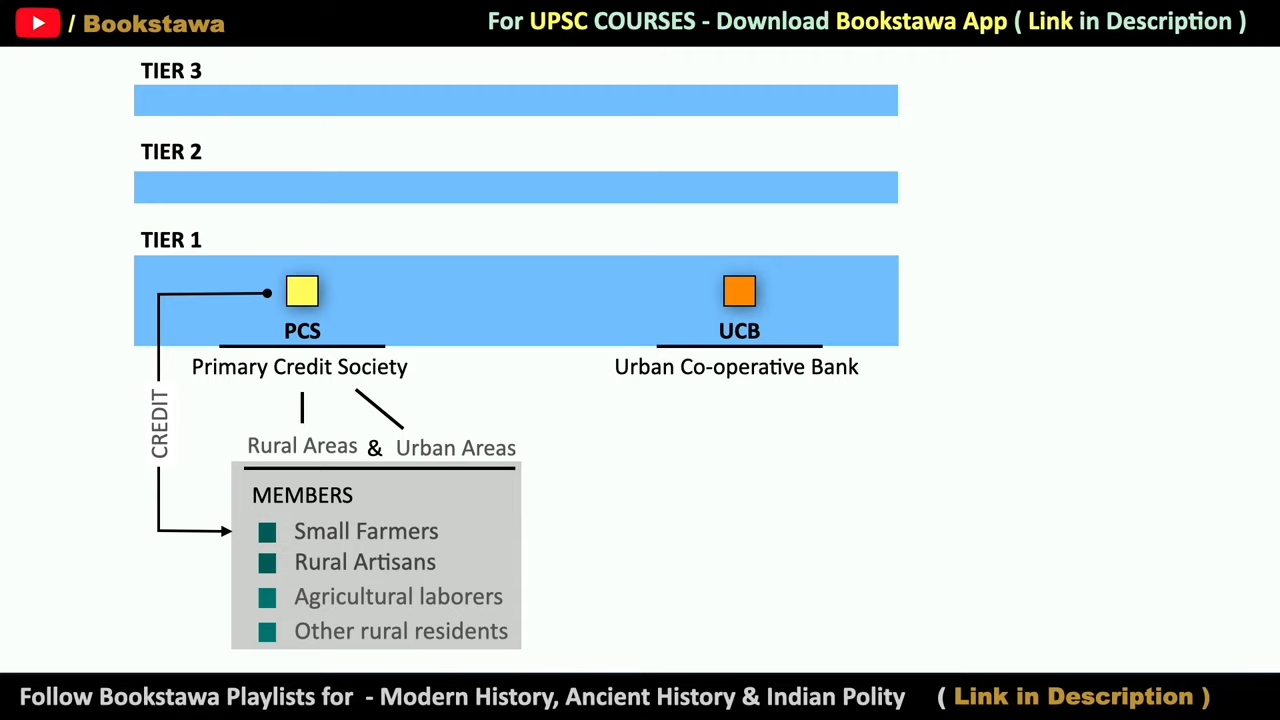 / Bookstawa
For UPSC COURSES - Download Bookstawa App ( Link in Description )
TIER 3
TIER 2
TIER 1
PCS
UCB
Primary Credit Society
Urban Co-operative Bank
CREDIT
Rural Areas & Urban Areas
MEMBERS
Small Farmers
Rural Artisans
Agricultural laborers
Other rural residents
Follow Bookstawa Playlists for - Modern History, Ancient History & Indian Polity ( Link in Description )